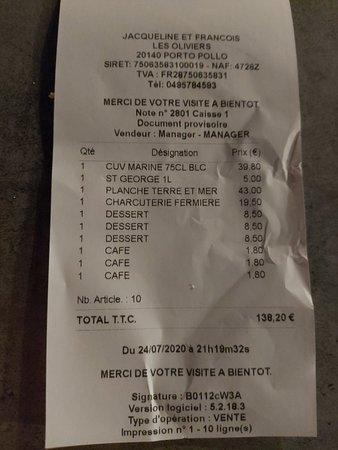 JACQUELINE ET FRANCOIS
LES OLIVIERS
20140 PORTO POLLO
SIRET: 75063583100019 - NAF: 4726Z
TVA : FR28750635831
Tél: 0495784593
MERCI DE VOTRE VISITE A BIENTOT
Note n° 2801 Caisse 1
Document provisoire
Vendeur : Manager - MANAGER
Qté Désignation Prix (€)
1 CUV MARINE 75CL BLC 39,80
1 ST GEORGE 1L 5,00
1 PLANCHE TERRE ET MER 43,00
1 CHARCUTERIE FERMIERE 19,50
1 DESSERT 8,50
1 DESSERT 8,50
1 DESSERT 8,50
1 CAFE 1,80
1 CAFE 1,80
1 CAFE 1,80
Nb. Article. : 10
TOTAL T.T.C. 138,20 €
Du 24/07/2020 à 21h19m32s
MERCI DE VOTRE VISITE A BIENTOT.
Signature : B0112cW3A
Version logiciel : 5.2.18.3
Type d'opération : VENTE
Impression n° 1 - 10 ligne(s)